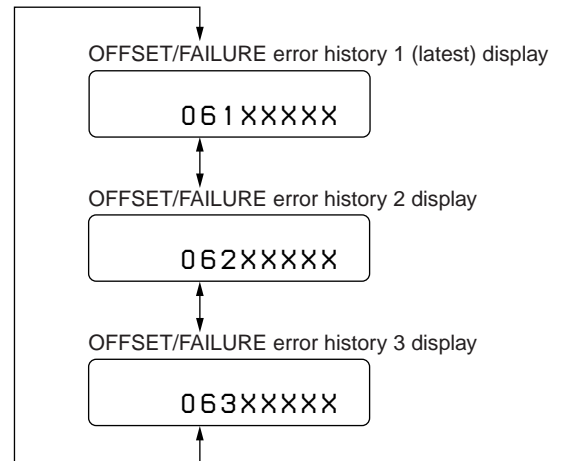 OFFSET/FAILURE error history 1 (latest) display
061XXXXX
OFFSET/FAILURE error history 2 display
062XXXXX
OFFSET/FAILURE error history 3 display
063XXXXX